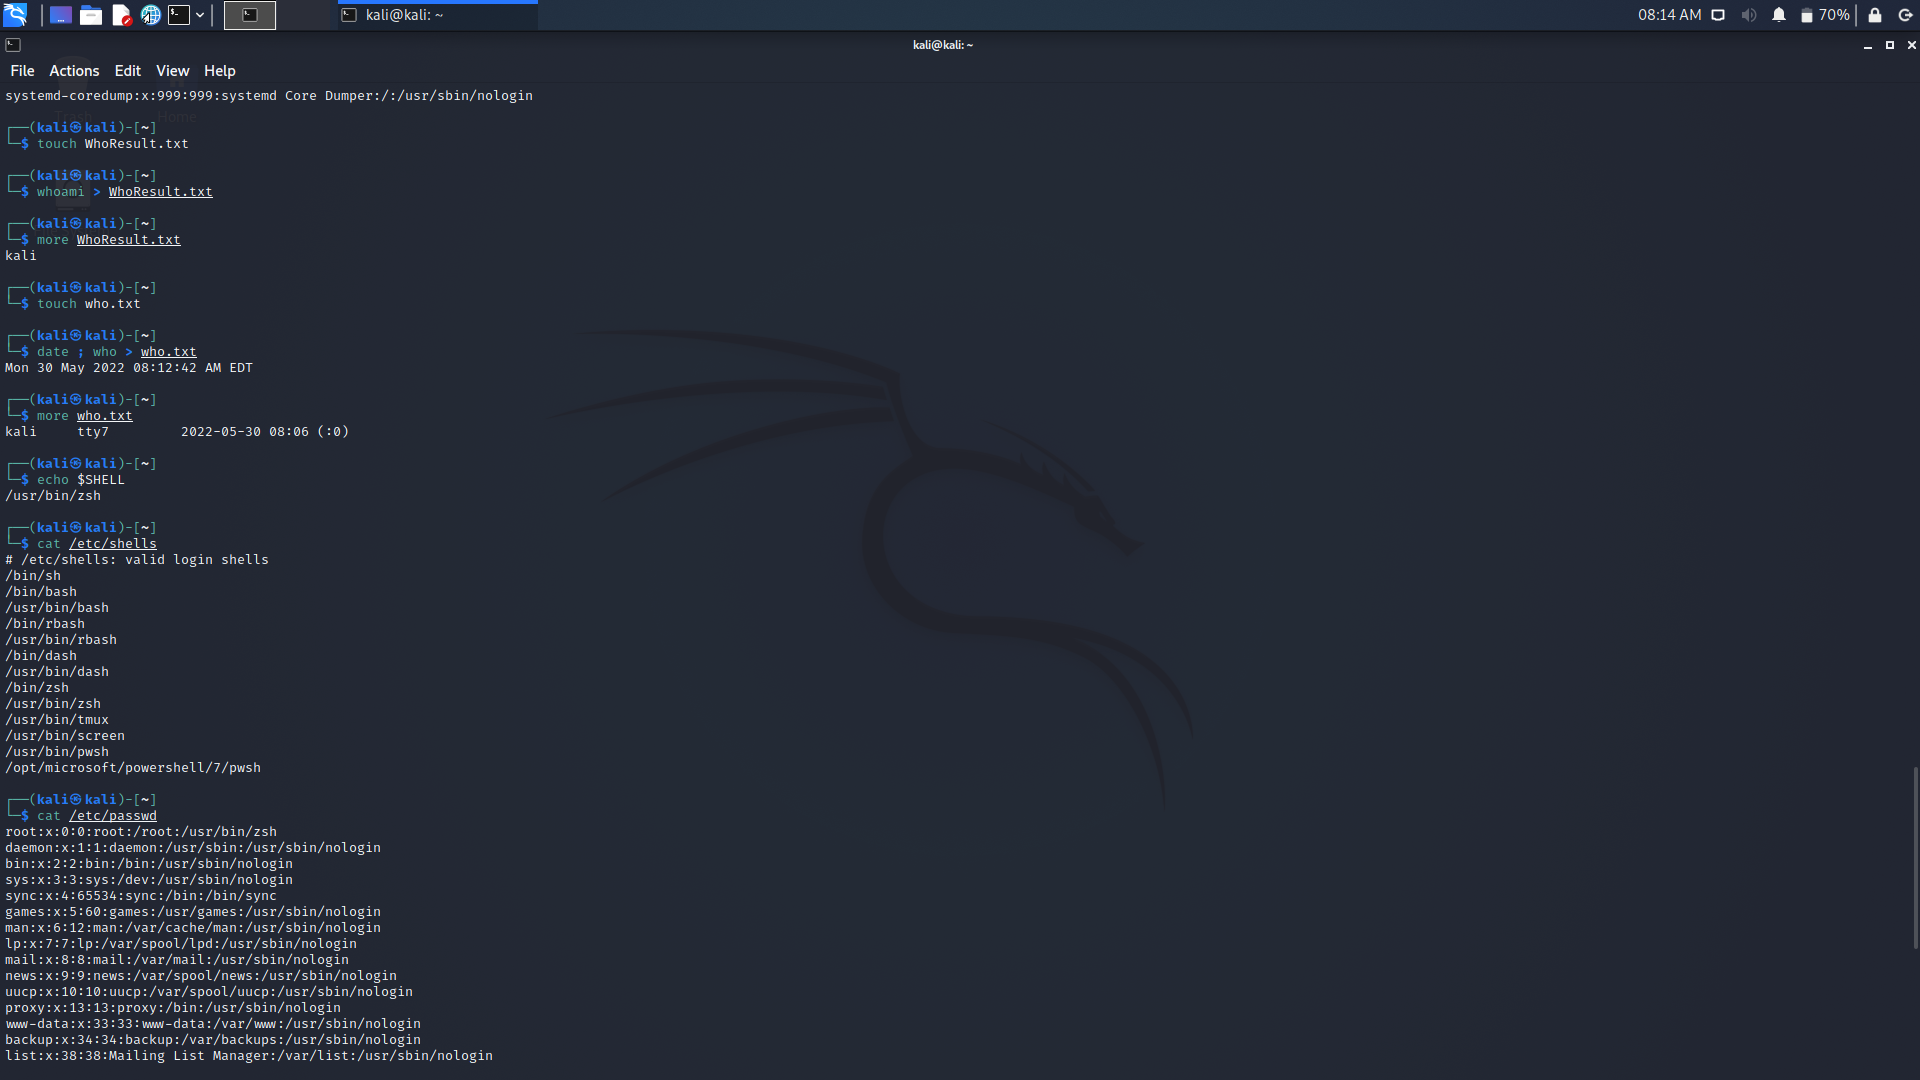 kali@kali: ~
08:14 AM
70%
kali@kali: ~
File Actions Edit View Help
systemd-coredump:x:999:999:systemd Core Dumper:/:/usr/sbin/nologin
Home
┌──(kali㉿kali)-[~]
└─$ touch WhoResult.txt
┌──(kali㉿kali)-[~]
└─$ whoami > WhoResult.txt
┌──(kali㉿kali)-[~]
└─$ more WhoResult.txt
kali
┌──(kali㉿kali)-[~]
└─$ touch who.txt
┌──(kali㉿kali)-[~]
└─$ date ; who > who.txt
Mon 30 May 2022 08:12:42 AM EDT
┌──(kali㉿kali)-[~]
└─$ more who.txt
kali     tty7         2022-05-30 08:06 (:0)
┌──(kali㉿kali)-[~]
└─$ echo $SHELL
/usr/bin/zsh
┌──(kali㉿kali)-[~]
└─$ cat /etc/shells
# /etc/shells: valid login shells
/bin/sh
/bin/bash
/usr/bin/bash
/bin/rbash
/usr/bin/rbash
/bin/dash
/usr/bin/dash
/bin/zsh
/usr/bin/zsh
/usr/bin/tmux
/usr/bin/screen
/usr/bin/pwsh
/opt/microsoft/powershell/7/pwsh
┌──(kali㉿kali)-[~]
└─$ cat /etc/passwd
root:x:0:0:root:/root:/usr/bin/zsh
daemon:x:1:1:daemon:/usr/sbin:/usr/sbin/nologin
bin:x:2:2:bin:/bin:/usr/sbin/nologin
sys:x:3:3:sys:/dev:/usr/sbin/nologin
sync:x:4:65534:sync:/bin:/bin/sync
games:x:5:60:games:/usr/games:/usr/sbin/nologin
man:x:6:12:man:/var/cache/man:/usr/sbin/nologin
lp:x:7:7:lp:/var/spool/lpd:/usr/sbin/nologin
mail:x:8:8:mail:/var/mail:/usr/sbin/nologin
news:x:9:9:news:/var/spool/news:/usr/sbin/nologin
uucp:x:10:10:uucp:/var/spool/uucp:/usr/sbin/nologin
proxy:x:13:13:proxy:/bin:/usr/sbin/nologin
www-data:x:33:33:www-data:/var/www:/usr/sbin/nologin
backup:x:34:34:backup:/var/backups:/usr/sbin/nologin
list:x:38:38:Mailing List Manager:/var/list:/usr/sbin/nologin